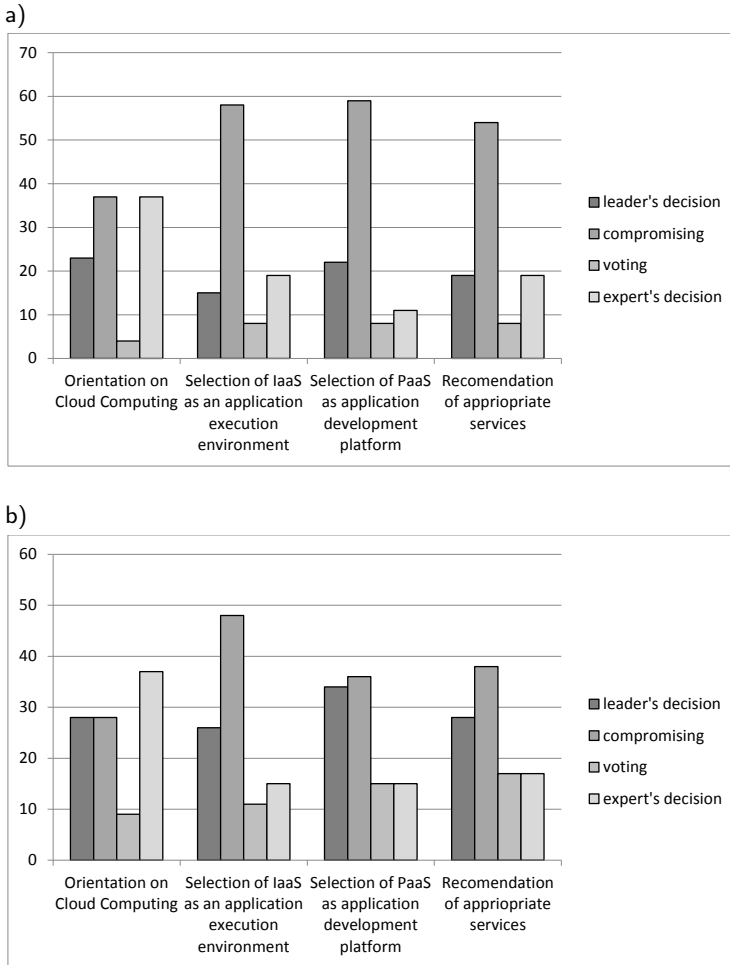 a)
70
60
50
40
30
20
10
0
Orientation on
Cloud Computing
Selection of IaaS
as an application
execution
environment
Selection of PaaS
as application
development
platform
Recomendation
of appriopriate
services
leader's decision
compromising
voting
expert's decision
b)
60
50
40
30
20
10
0
Orientation on
Cloud Computing
Selection of IaaS
as an application
execution
environment
Selection of PaaS
as application
development
platform
Recomendation
of appriopriate
services
leader's decision
compromising
voting
expert's decision